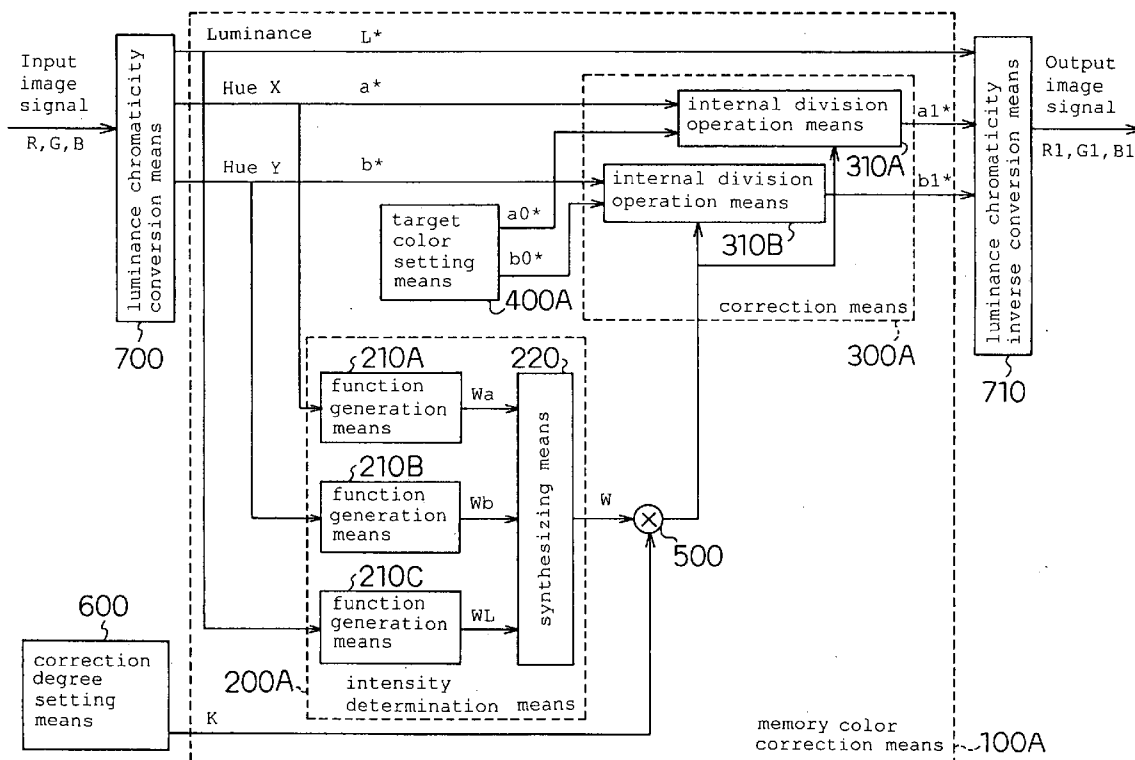 Input
image
signal
R,G,B
luminance chromaticity
conversion means
700
Luminance L*
Hue X a*
Hue Y b*
internal division
operation means
310A
internal division
operation means
310B
a1*
b1*
target
color
setting
means
a0*
b0*
400A
correction means
300A
luminance chromaticity
inverse conversion means
710
Output
image
signal
R1,G1,B1
210A
function
generation
means
Wa
210B
function
generation
means
Wb
210C
function
generation
means
WL
220
synthesizing means
W
500
200A
intensity
determination means
600
correction
degree
setting
means
K
memory color
correction means
100A